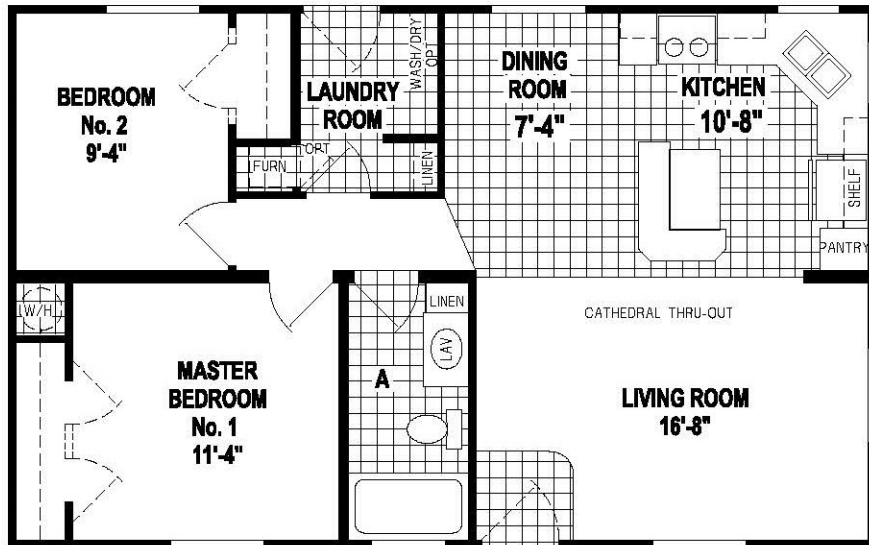 BEDROOM
No. 2
9'-4"
LAUNDRY
ROOM
WASH/DRY
OPT
DINING
ROOM
7'-4"
KITCHEN
10'-8"
FURN
OPT
LINEN
SHELF
PANTRY
W/H
LINEN
LAV
CATHEDRAL THRU-OUT
MASTER
BEDROOM
No. 1
11'-4"
A
LIVING ROOM
16'-8"